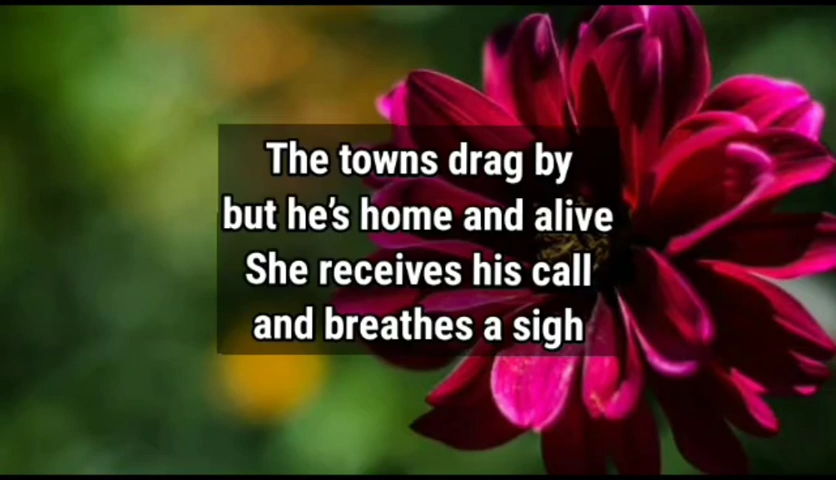 The towns drag by
but he’s home and alive
She receives his call
and breathes a sigh